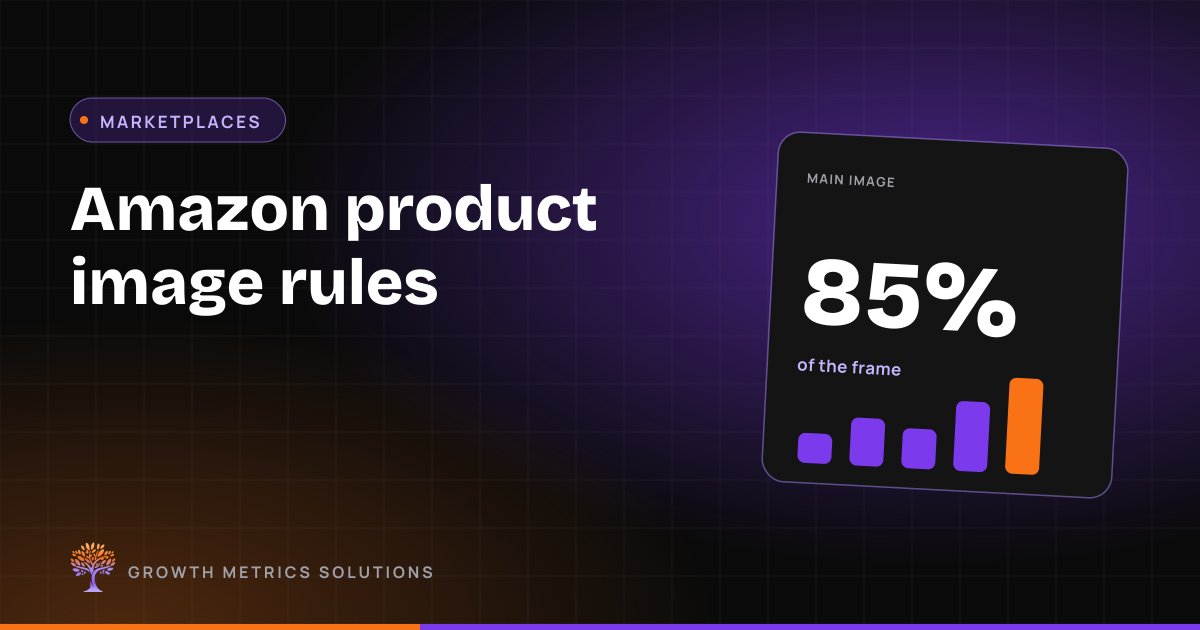 MARKETPLACES
Amazon product
image rules
MAIN IMAGE
85%
of the frame
GROWTH METRICS SOLUTIONS